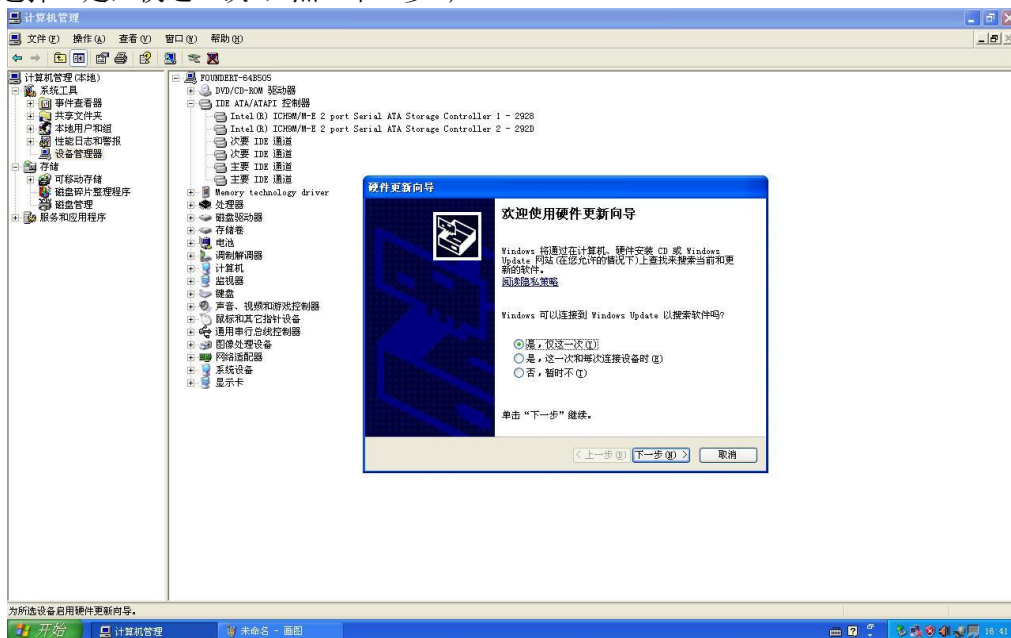 计算机管理
文件(F) 操作(A) 查看(V) 窗口(W) 帮助(H)
计算机管理(本地)
系统工具
事件查看器
共享文件夹
本地用户和组
性能日志和警报
设备管理器
存储
可移动存储
磁盘碎片整理程序
磁盘管理
服务和应用程序
FOUNDERT-64B505
DVD/CD-ROM 驱动器
IDE ATA/ATAPI 控制器
Intel(R) ICH9M/M-E 2 port Serial ATA Storage Controller 1 - 2928
Intel(R) ICH9M/M-E 2 port Serial ATA Storage Controller 2 - 292D
次要 IDE 通道
次要 IDE 通道
主要 IDE 通道
主要 IDE 通道
Memory technology driver
处理器
磁盘驱动器
存储卷
电池
调制解调器
计算机
监视器
键盘
声音、视频和游戏控制器
鼠标和其它指针设备
通用串行总线控制器
图像处理设备
网络适配器
系统设备
显示卡
硬件更新向导
欢迎使用硬件更新向导
Windows 将通过在计算机、硬件安装 CD 或 Windows
Update 网站(在您允许的情况下)上查找来搜索当前和更
新的软件。
阅读隐私策略
Windows 可以连接到 Windows Update 以搜索软件吗?
是，仅这一次(Y)
是，这一次和每次连接设备时(E)
否，暂时不(T)
单击“下一步”继续。
< 上一步(B) 下一步(N) > 取消
为所选设备启用硬件更新向导。
开始 计算机管理 未命名 - 画图 16:41